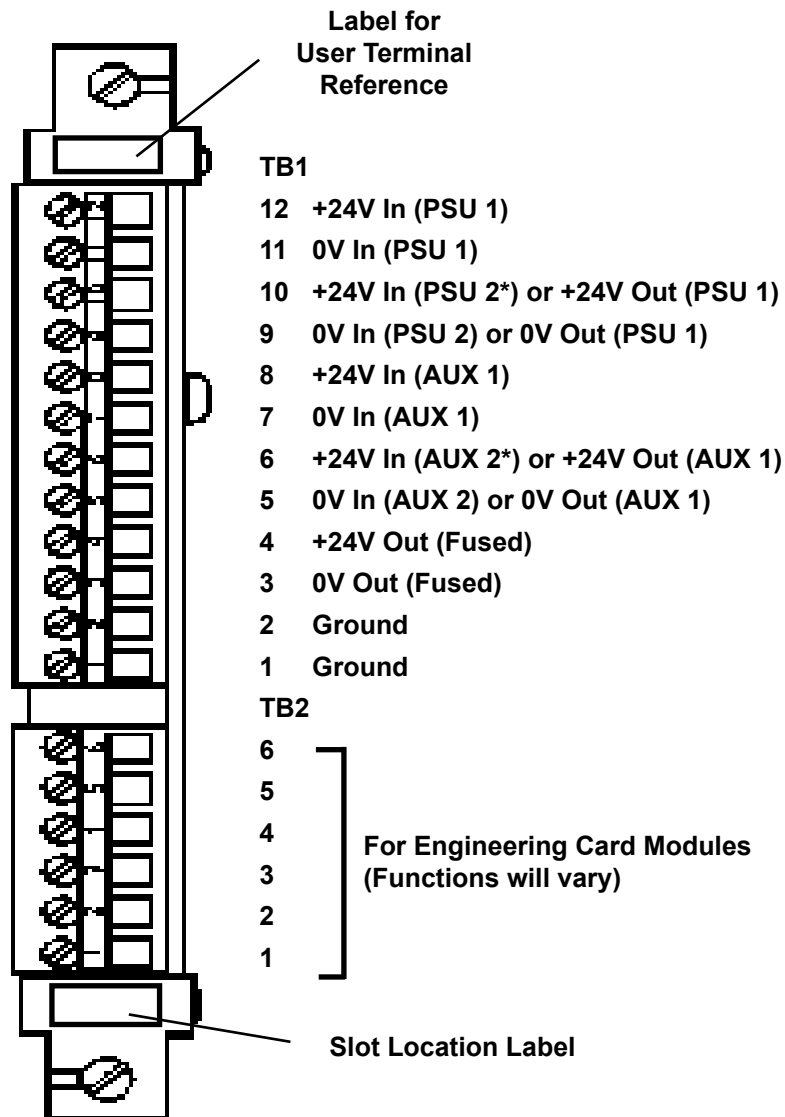 Label for
User Terminal
Reference
TB1
12 +24V In (PSU 1)
11 0V In (PSU 1)
10 +24V In (PSU 2*) or +24V Out (PSU 1)
9 0V In (PSU 2) or 0V Out (PSU 1)
8 +24V In (AUX 1)
7 0V In (AUX 1)
6 +24V In (AUX 2*) or +24V Out (AUX 1)
5 0V In (AUX 2) or 0V Out (AUX 1)
4 +24V Out (Fused)
3 0V Out (Fused)
2 Ground
1 Ground
TB2
6
5
4
For Engineering Card Modules
3
(Functions will vary)
2
1
Slot Location Label